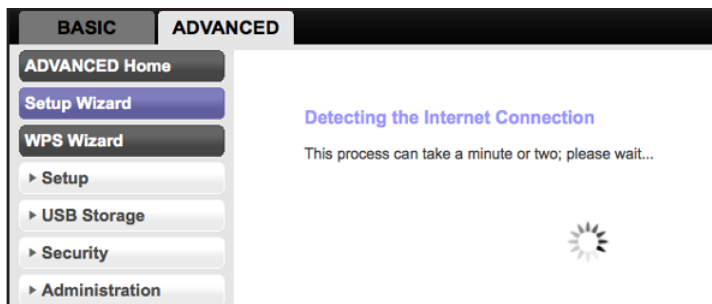 BASIC
ADVANCED
ADVANCED Home
Setup Wizard
WPS Wizard
Setup
USB Storage
Security
Administration
Detecting the Internet Connection
This process can take a minute or two; please wait...